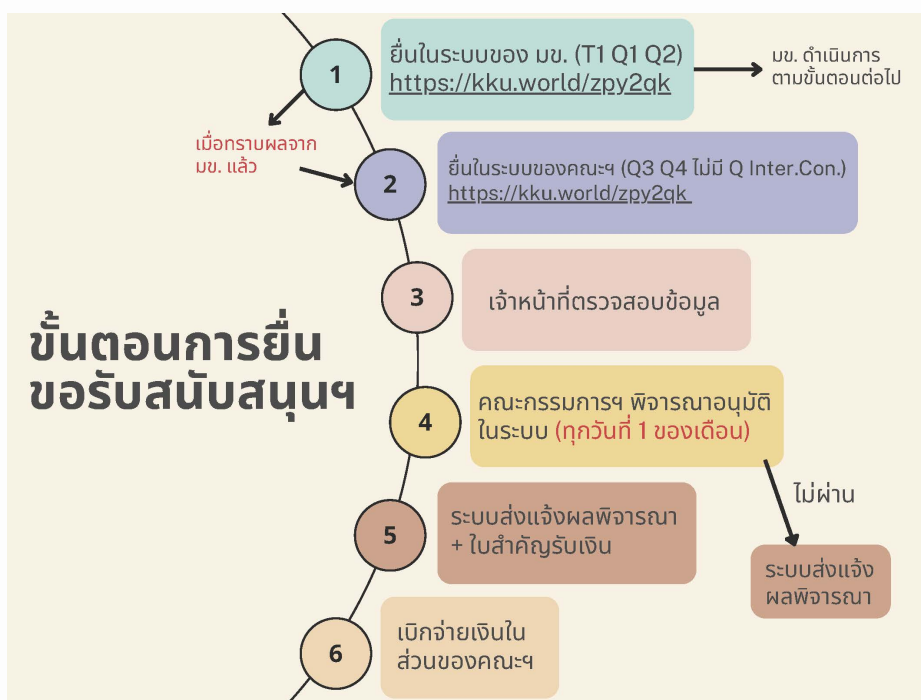 1
ยื่นในระบบของ มข. (T1 Q1 Q2)
https://kku.world/zpy2qk
มข. ดำเนินการ
ตามขั้นตอนต่อไป
เมื่อทราบผลจาก
มข. แล้ว
2
ยื่นในระบบของคณะฯ (Q3 Q4 ไม่มี Q Inter.Con.)
https://kku.world/zpy2qk
3
เจ้าหน้าที่ตรวจสอบข้อมูล
ขั้นตอนการยื่น
ขอรับสนับสนุนฯ
4
คณะกรรมการฯ พิจารณาอนุมัติ
ในระบบ (ทุกวันที่ 1 ของเดือน)
ไม่ผ่าน
5
ระบบส่งแจ้งผลพิจารณา
+ ใบสำคัญรับเงิน
ระบบส่งแจ้ง
ผลพิจารณา
6
เบิกจ่ายเงินใน
ส่วนของคณะฯ